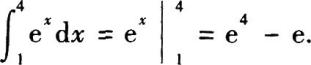 ∫₁⁴ eˣ dx = eˣ |₁⁴ = e⁴ − e.